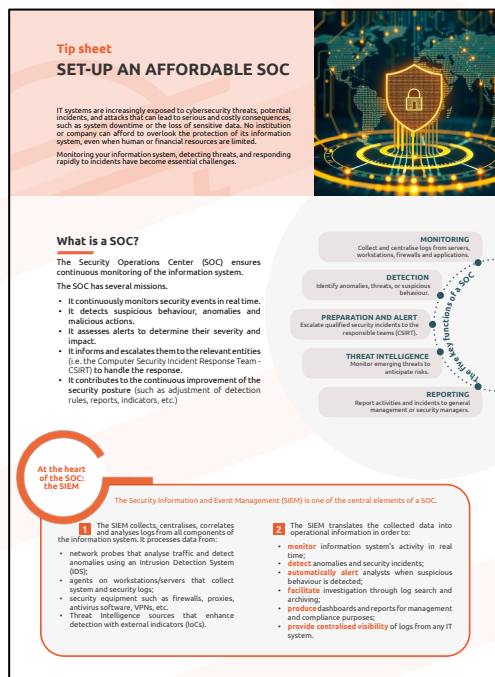 Tip sheet
SET-UP AN AFFORDABLE SOC
IT systems are increasingly exposed to cybersecurity threats, potential
incidents, and attacks that can lead to serious and costly consequences,
such as system downtime or the loss of sensitive data. No institution
or company can afford to overlook the protection of its information
system, even when human or financial resources are limited.
Monitoring your information system, detecting threats, and responding
rapidly to incidents have become essential challenges.
What is a SOC?
The Security Operations Center (SOC) ensures
continuous monitoring of the information system.
The SOC has several missions.
• It continuously monitors security events in real time.
• It detects suspicious behaviour, anomalies and
malicious actions.
• It assesses alerts to determine their severity and
impact.
• It informs and escalates them to the relevant entities
(i.e. the Computer Security Incident Response Team -
CSIRT) to handle the response.
• It contributes to the continuous improvement of the
security posture (such as adjustment of detection
rules, reports, indicators, etc.)
MONITORING
Collect and centralise logs from servers,
workstations, firewalls and applications.
DETECTION
Identify anomalies, threats, or suspicious
behaviour.
PREPARATION AND ALERT
Escalate qualified security incidents to the
responsible teams (CSIRT).
THREAT INTELLIGENCE
Monitor emerging threats to
anticipate risks.
REPORTING
Report activities and incidents to general
management or security managers.
The five key functions of a SOC
At the heart
of the SOC:
the SIEM
The Security Information and Event Management (SIEM) is one of the central elements of a SOC.
1 The SIEM collects, centralises, correlates
and analyses logs from all components of
the information system. It processes data from:
• network probes that analyse traffic and detect
anomalies using an Intrusion Detection System
(IDS);
• agents on workstations/servers that collect
system and security logs;
• security equipment such as firewalls, proxies,
antivirus software, VPNs, etc.
• Threat Intelligence sources that enhance
detection with external indicators (IoCs).
2 The SIEM translates the collected data into
operational information in order to:
• monitor information system's activity in real
time;
• detect anomalies and security incidents;
• automatically alert analysts when suspicious
behaviour is detected;
• facilitate investigation through log search and
archiving;
• produce dashboards and reports for management
and compliance purposes;
• provide centralised visibility of logs from any IT
system.